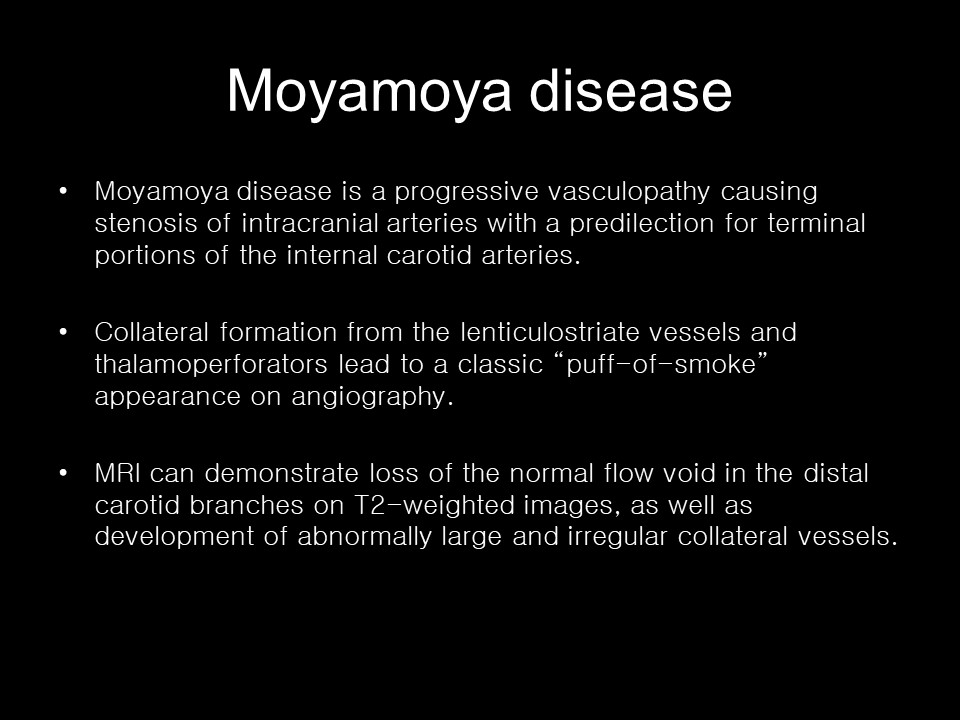 Moyamoya disease
• Moyamoya disease is a progressive vasculopathy causing
stenosis of intracranial arteries with a predilection for terminal
portions of the internal carotid arteries.
• Collateral formation from the lenticulostriate vessels and
thalamoperforators lead to a classic “puff-of-smoke”
appearance on angiography.
• MRI can demonstrate loss of the normal flow void in the distal
carotid branches on T2-weighted images, as well as
development of abnormally large and irregular collateral vessels.